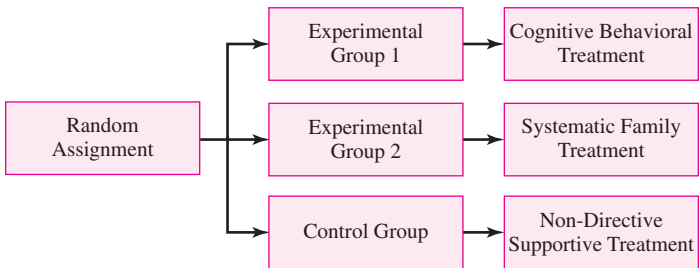 Random
Assignment
Experimental
Group 1
Cognitive Behavioral
Treatment
Experimental
Group 2
Systematic Family
Treatment
Control Group
Non-Directive
Supportive Treatment